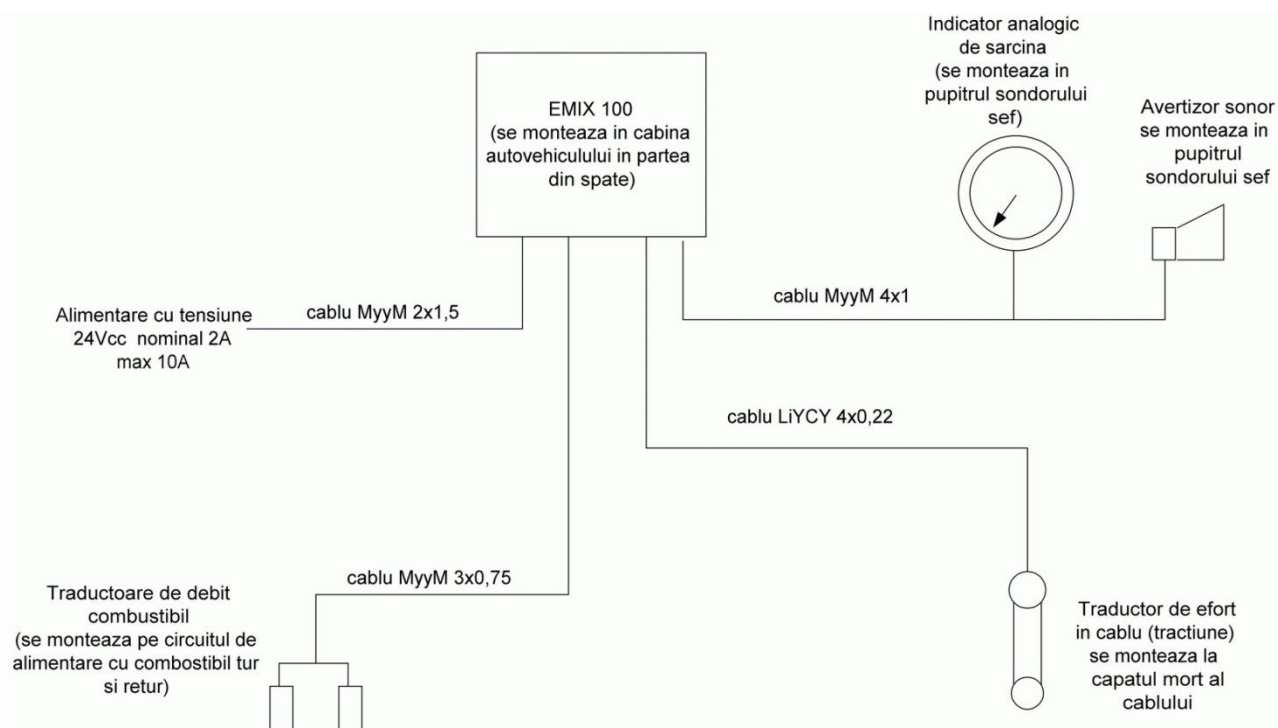 Indicator analogic
de sarcina
(se monteaza in
pupitrul sondorului
sef)
Avertizor sonor
se monteaza in
pupitrul
sondorului sef
EMIX 100
(se monteaza in cabina
autovehiculului in partea
din spate)
cablu MyyM 4x1
cablu MyyM 2x1,5
Alimentare cu tensiune
24Vcc nominal 2A
max 10A
cablu LiYCY 4x0,22
cablu MyyM 3x0,75
Traductoare de debit
combustibil
(se monteaza pe circuitul de
alimentare cu combostibil tur
si retur)
Traductor de efort
in cablu (tractiune)
se monteaza la
capatul mort al
cablului